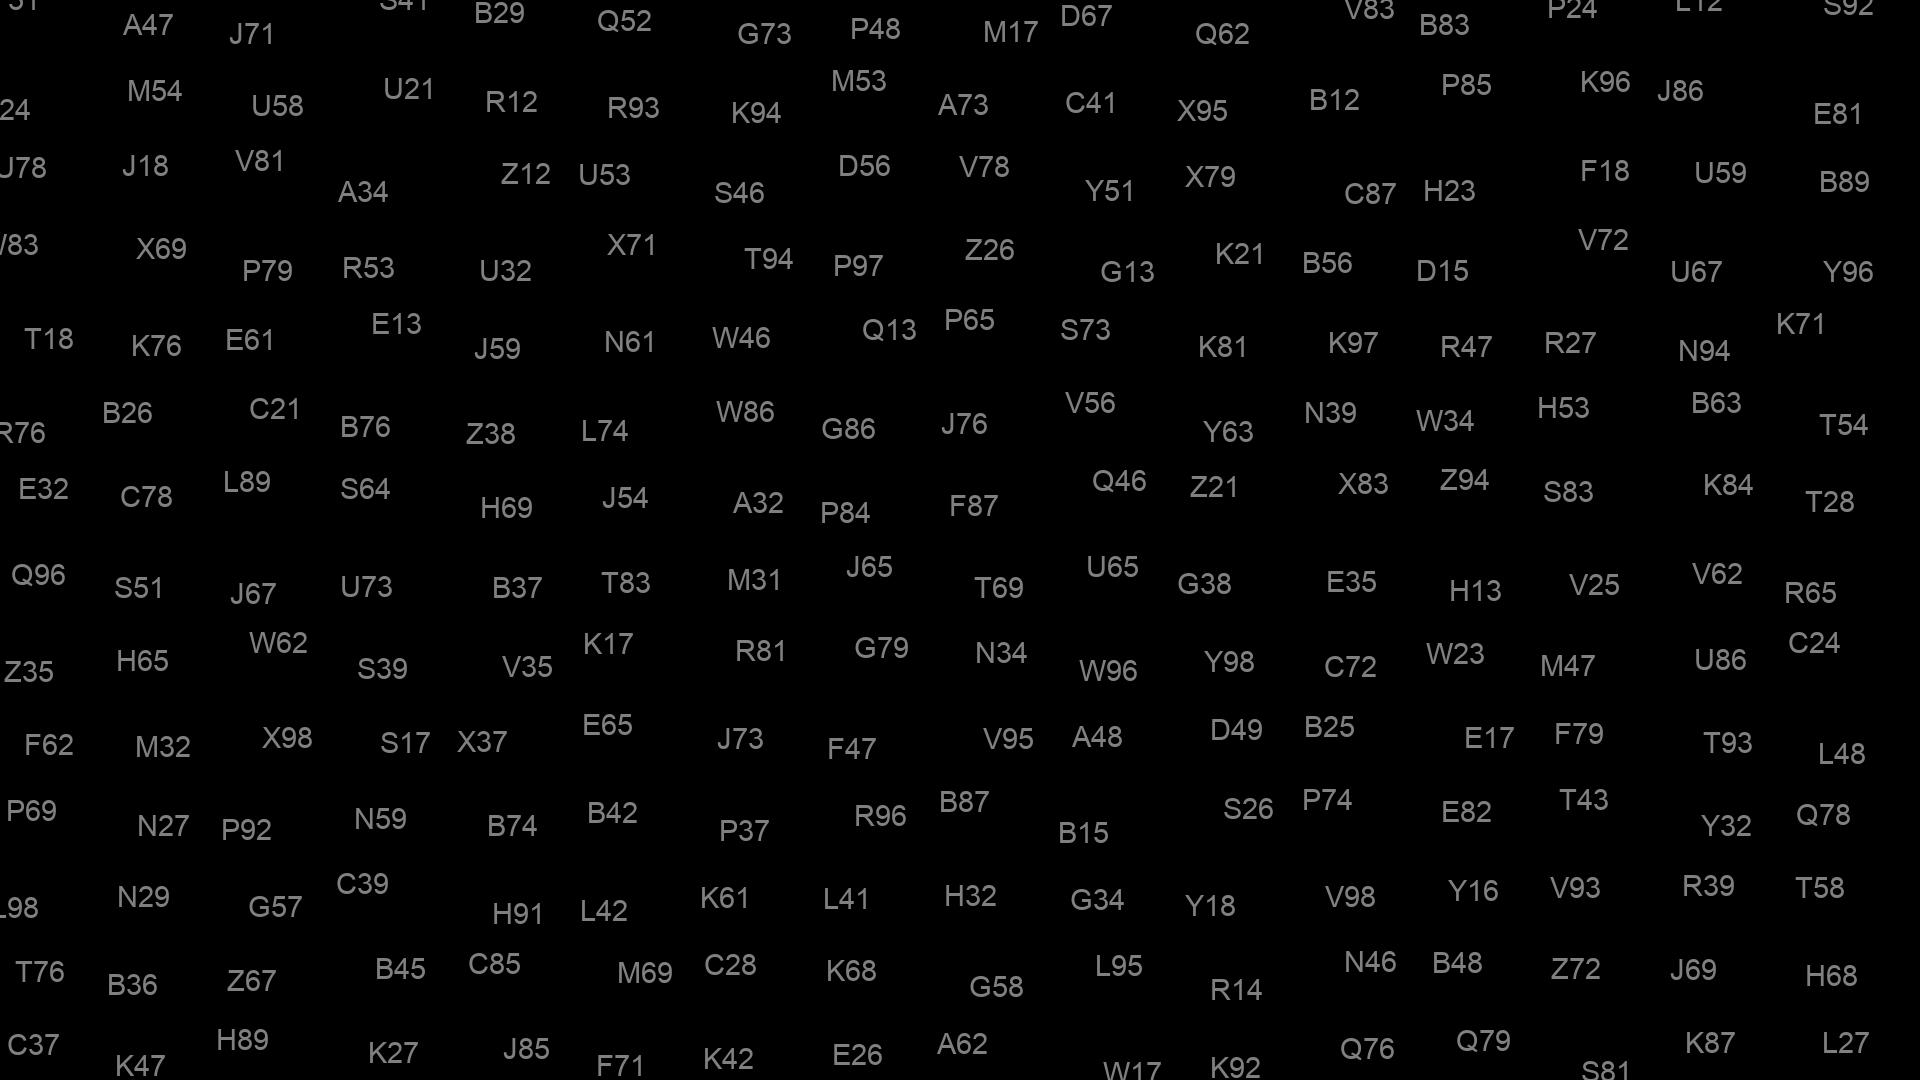 A47 J71 S41 B29 Q52 G73 P48 M17 D67 Q62 V83 B83 P24 L12 S92
24 M54 U58 U21 R12 R93 K94 M53 A73 C41 X95 B12 P85 K96 J86 E81
U78 J18 V81 A34 Z12 U53 S46 D56 V78 Y51 X79 C87 H23 F18 U59 B89
83 X69 P79 R53 U32 X71 T94 P97 Z26 G13 K21 B56 D15 V72 U67 Y96
T18 K76 E61 E13 J59 N61 W46 Q13 P65 S73 K81 K97 R47 R27 N94 K71
R76 B26 C21 B76 Z38 L74 W86 G86 J76 V56 Y63 N39 W34 H53 B63 T54
E32 C78 L89 S64 H69 J54 A32 P84 F87 Q46 Z21 X83 Z94 S83 K84 T28
Q96 S51 J67 U73 B37 T83 M31 J65 T69 U65 G38 E35 H13 V25 V62 R65
Z35 H65 W62 S39 V35 K17 R81 G79 N34 W96 Y98 C72 W23 M47 U86 C24
F62 M32 X98 S17 X37 E65 J73 F47 V95 A48 D49 B25 E17 F79 T93 L48
P69 N27 P92 N59 B74 B42 P37 R96 B87 B15 S26 P74 E82 T43 Y32 Q78
L98 N29 G57 C39 H91 L42 K61 L41 H32 G34 Y18 V98 Y16 V93 R39 T58
T76 B36 Z67 B45 C85 M69 C28 K68 G58 L95 R14 N46 B48 Z72 J69 H68
C37 K47 H89 K27 J85 F71 K42 E26 A62 W17 K92 Q76 Q79 S81 K87 L27